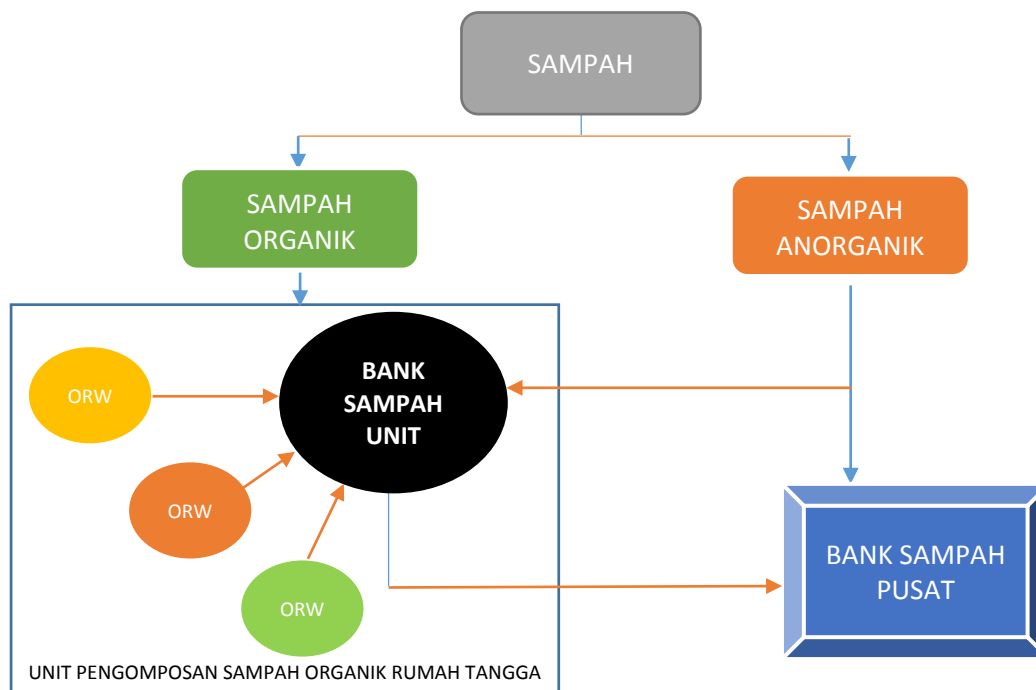 SAMPAH
SAMPAH
ORGANIK
SAMPAH
ANORGANIK
BANK
SAMPAH
UNIT
ORW
ORW
ORW
BANK SAMPAH
PUSAT
UNIT PENGOMPOSAN SAMPAH ORGANIK RUMAH TANGGA